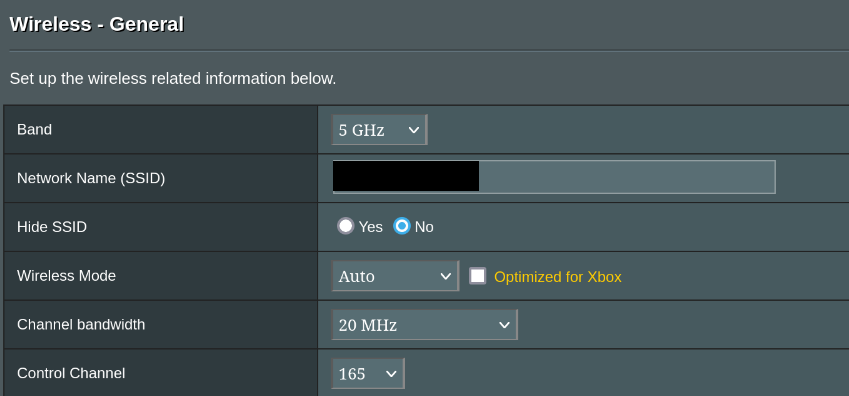 Wireless - General
Set up the wireless related information below.
Band 5 GHz
Network Name (SSID)
Hide SSID Yes No
Wireless Mode Auto Optimized for Xbox
Channel bandwidth 20 MHz
Control Channel 165